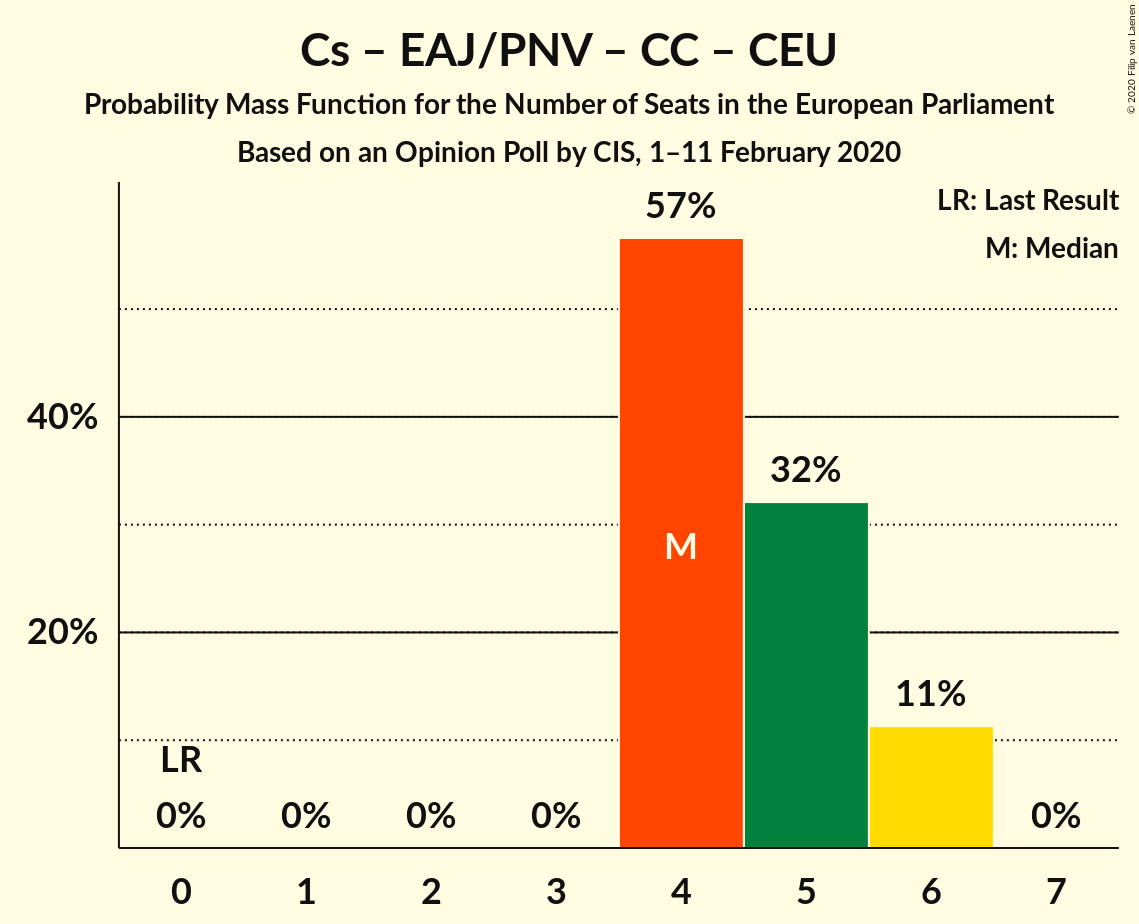 Cs – EAJ/PNV – CC – CEU
Probability Mass Function for the Number of Seats in the European Parliament
Based on an Opinion Poll by CIS, 1–11 February 2020
© 2020 Filip van Laenen
LR: Last Result
M: Median
57%
40%
32%
M
20%
11%
LR
0% 0% 0% 0% 0%
0 1 2 3 4 5 6 7